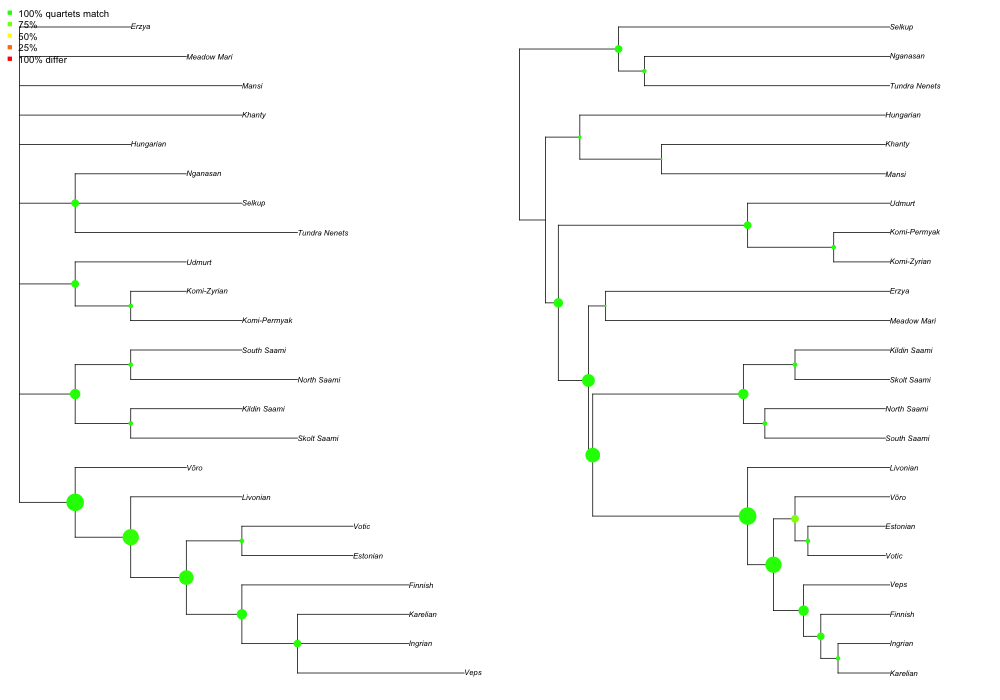 100% quartets match
75%
50%
25%
100% differ
Erzya
Meadow Mari
Mansi
Khanty
Hungarian
Nganasan
Selkup
Tundra Nenets
Udmurt
Komi-Zyrian
Komi-Permyak
South Saami
North Saami
Kildin Saami
Skolt Saami
Võro
Livonian
Votic
Estonian
Finnish
Karelian
Ingrian
Veps
Selkup
Nganasan
Tundra Nenets
Hungarian
Khanty
Mansi
Udmurt
Komi-Permyak
Komi-Zyrian
Erzya
Meadow Mari
Kildin Saami
Skolt Saami
North Saami
South Saami
Livonian
Võro
Estonian
Votic
Veps
Finnish
Ingrian
Karelian